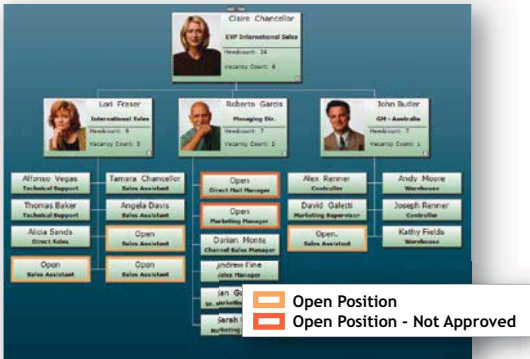 Claire Chancellor
EVP International Sales
Headcount: 24
Vacancy Count: 6
Lori Fraser
International Sales
Headcount: 9
Vacancy Count: 3
Roberto Garcis
Managing Dir.
Headcount: 7
Vacancy Count: 2
John Butler
GM - Australia
Headcount: 7
Vacancy Count: 1
Alfonso Vegas
Technical Support
Tamara Chancellor
Sales Assistant
Open
Direct Mail Manager
Alex Renner
Controller
Andy Moore
Warehouse
Thomas Baker
Technical Support
Angela Davis
Sales Assistant
Open
Marketing Manager
David Galetti
Marketing Supervisor
Joseph Renner
Controller
Alicia Sands
Direct Sales
Open
Sales Assistant
Darian Monte
Channel Sales Manager
Open.
Sales Assistant
Kathy Fields
Warehouse
Open
Sales Assistant
Open
Sales Assistant
Andrew
Manager
Open Position
Open Position - Not Approved